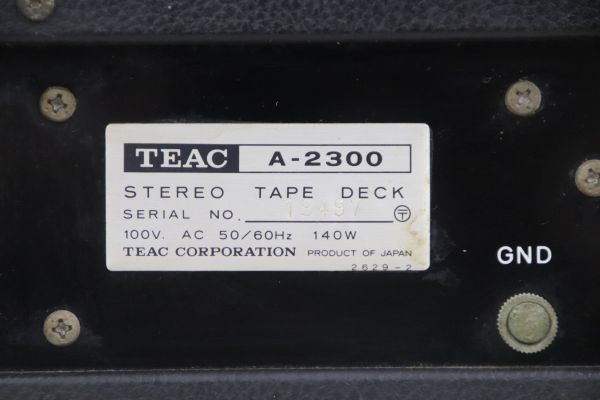 TEAC A-2300
STEREO TAPE DECK
SERIAL NO.
100V. AC 50/60Hz 140W
TEAC CORPORATION PRODUCT OF JAPAN
2629-2
GND